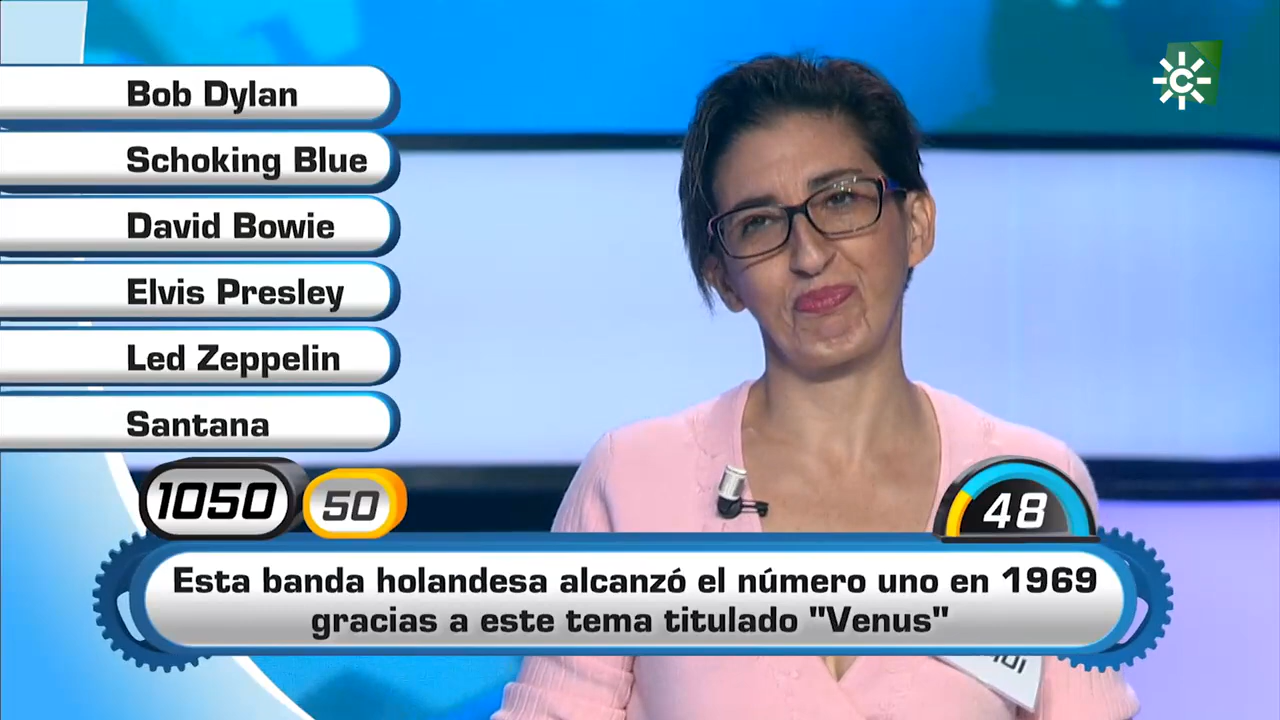 Bob Dylan
Schoking Blue
David Bowie
Elvis Presley
Led Zeppelin
Santana
1050
50
48
Esta banda holandesa alcanzó el número uno en 1969
gracias a este tema titulado "Venus"